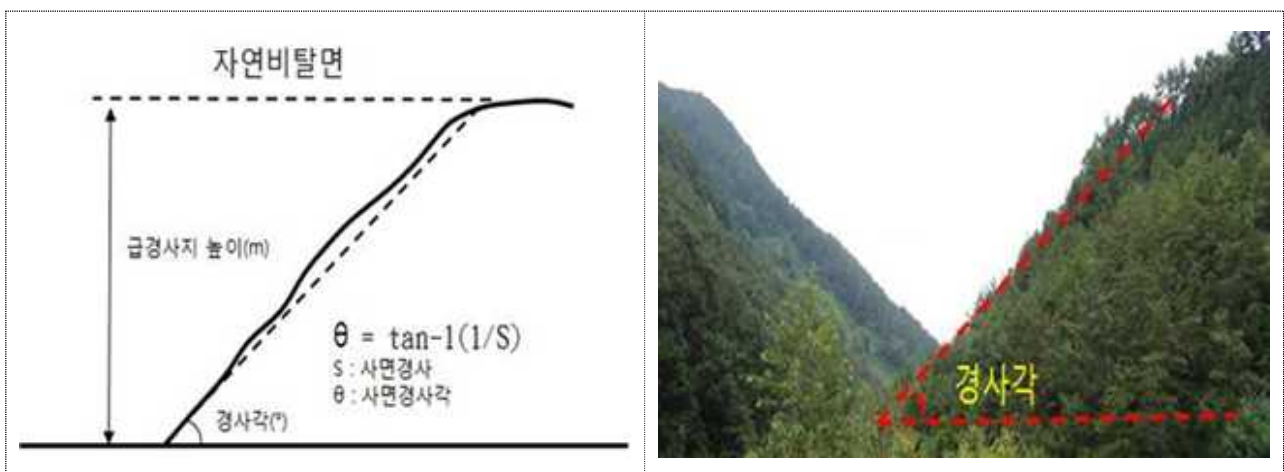 자연비탈면
급경사지 높이(m)
θ = tan-1(1/S)
S : 사면경사
θ : 사면경사각
경사각(°)
경사각